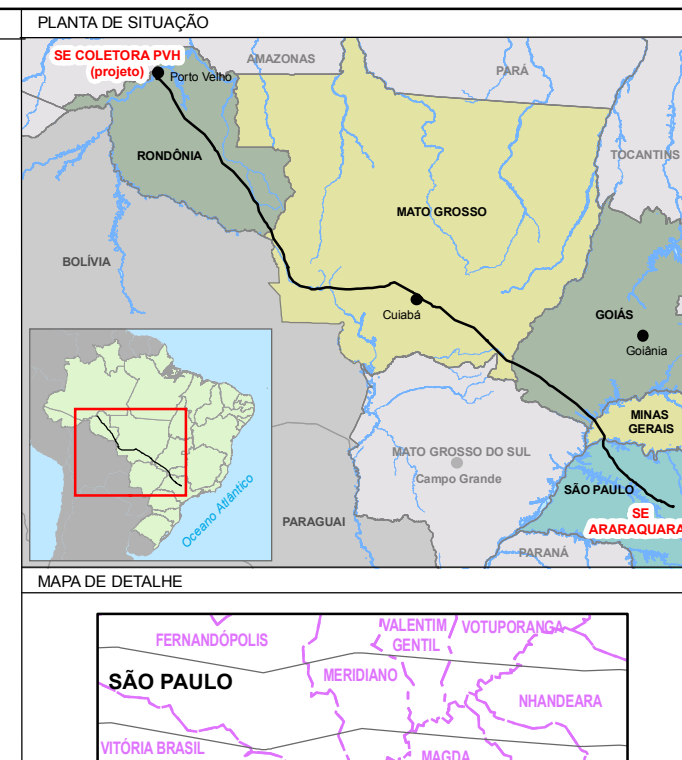 PLANTA DE SITUAÇÃO
SE COLETORA PVH
(projeto)
Porto Velho
AMAZONAS
PARÁ
TOCANTINS
RONDÔNIA
MATO GROSSO
BOLÍVIA
Cuiabá
GOIÁS
Goiânia
MINAS
GERAIS
MATO GROSSO DO SUL
Campo Grande
SÃO PAULO
SE
ARARAQUARA
PARAGUAI
PARANÁ
Oceano Atlântico
MAPA DE DETALHE
FERNANDÓPOLIS
VALENTIM
GENTIL
VOTUPORANGA
SÃO PAULO
MERIDIANO
NHANDEARA
VITÓRIA BRASIL
MAGDA